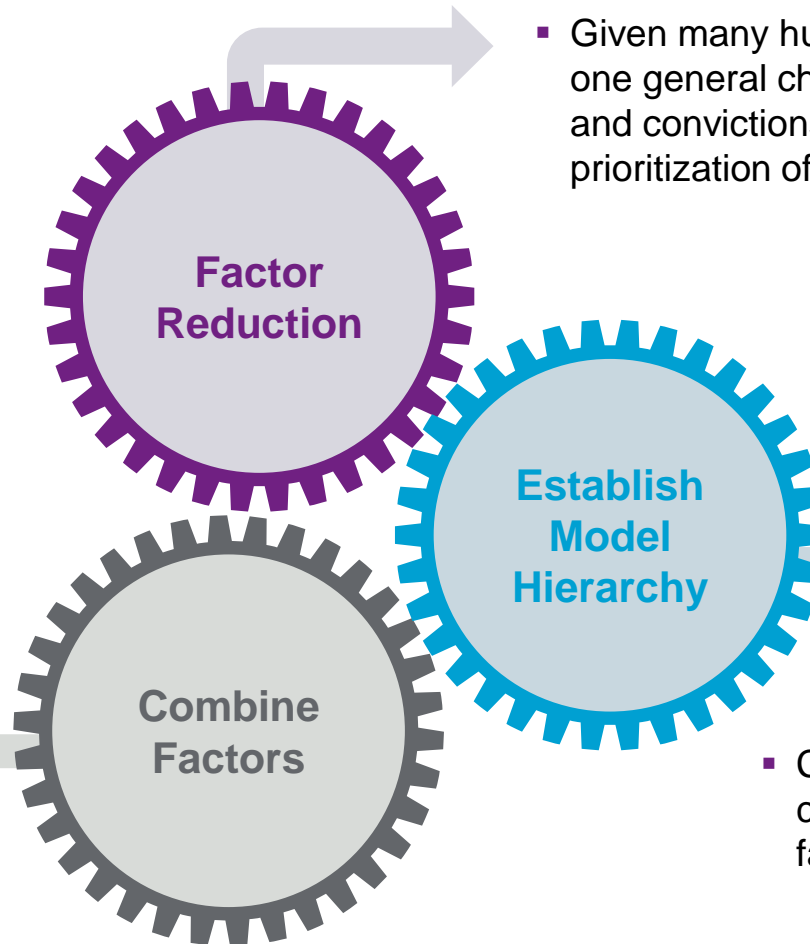 ▪ Given many hu
one general ch
and conviction
prioritization of
Factor
Reduction
Establish
Model
Hierarchy
Combine
Factors
▪
fa